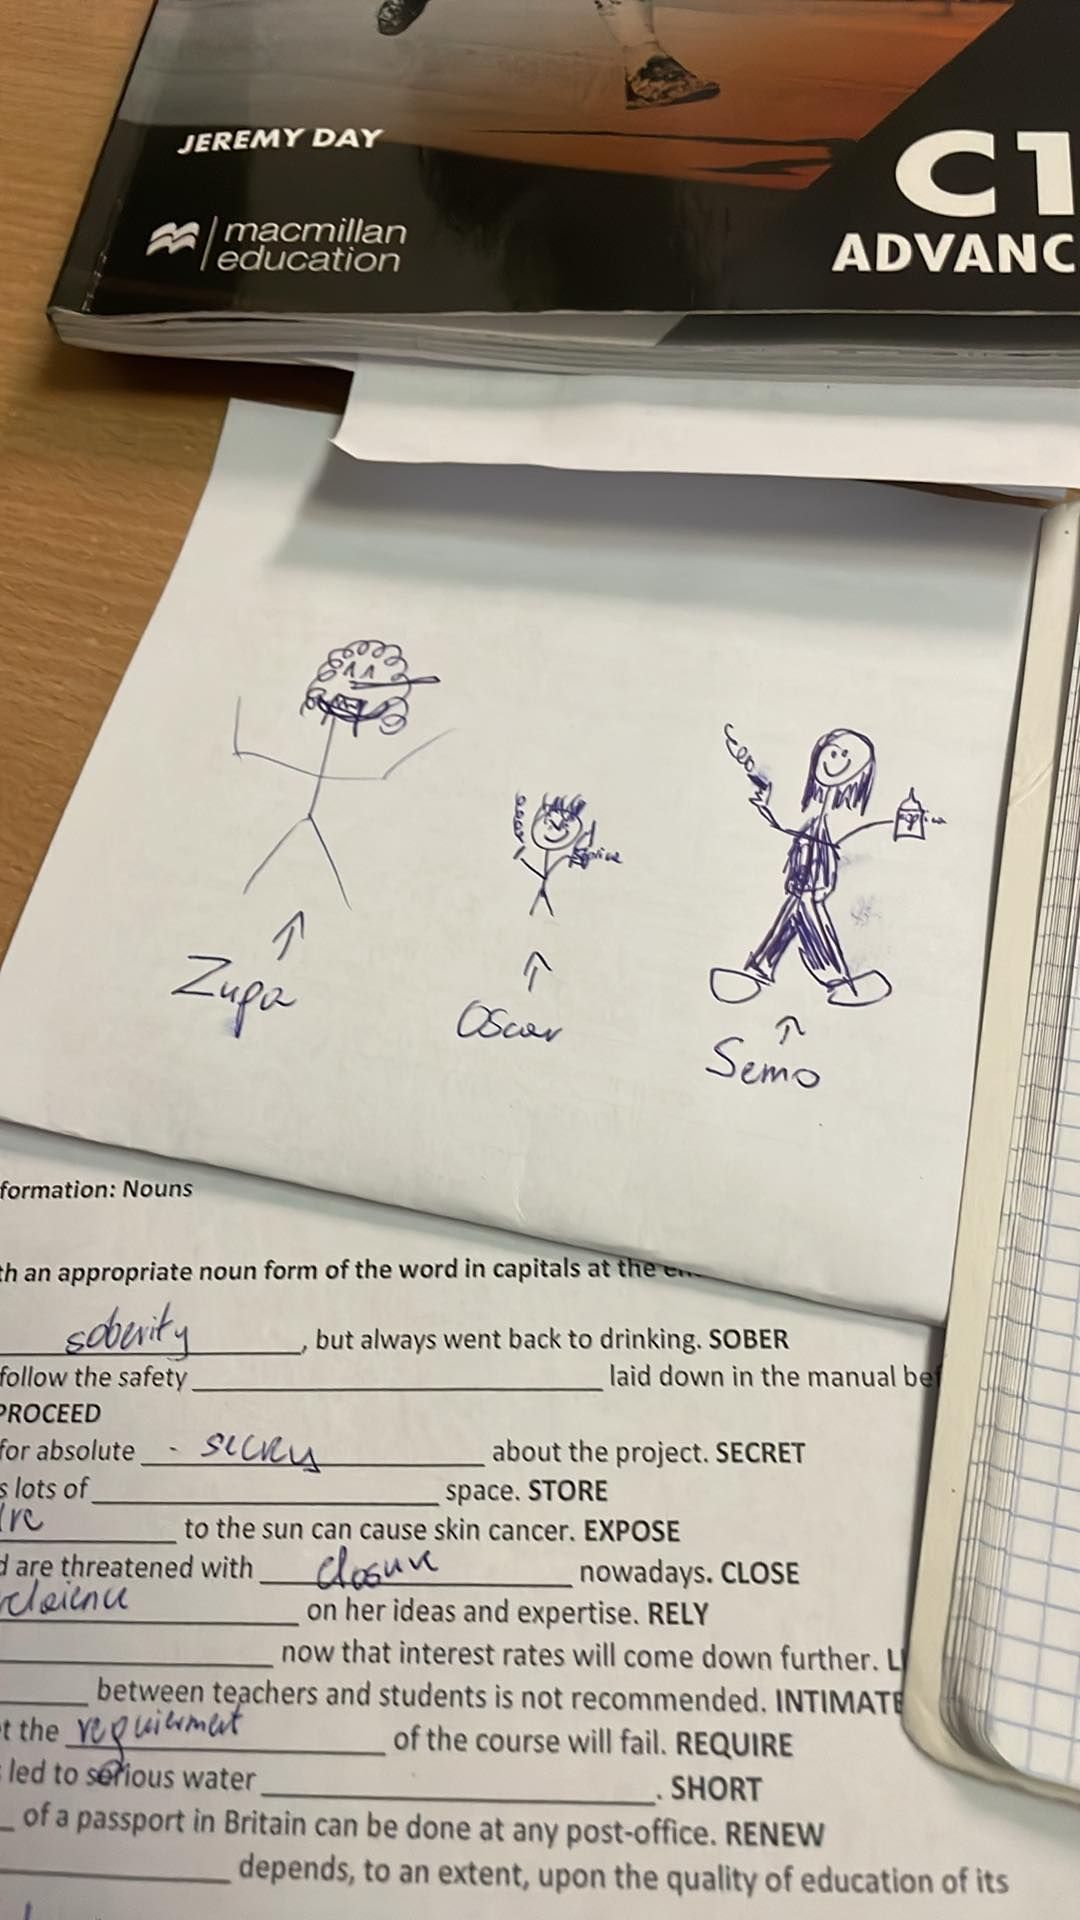 JEREMY DAY
macmillan
education
C1
ADVANC
Zupa
Oscar
Semo
formation: Nouns
th an appropriate noun form of the word in capitals at the
soberity, but always went back to drinking. SOBER
follow the safety laid down in the manual be
PROCEED
for absolute - secrey about the project. SECRET
s lots of space. STORE
to the sun can cause skin cancer. EXPOSE
d are threatened with closure nowadays. CLOSE
on her ideas and expertise. RELY
now that interest rates will come down further. LI
between teachers and students is not recommended. INTIMATE
t the requierment of the course will fail. REQUIRE
led to serious water . SHORT
of a passport in Britain can be done at any post-office. RENEW
depends, to an extent, upon the quality of education of its